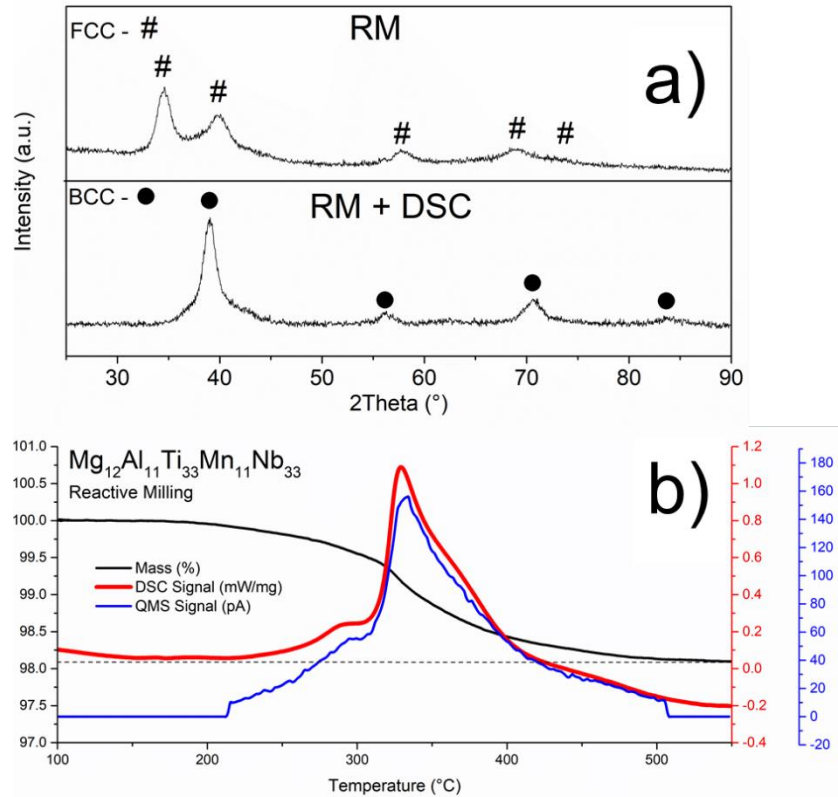 FCC - #
RM
a)
# # # # #
BCC - ●
RM + DSC
Intensity (a.u.)
30 40 50 60 70 80 90
2Theta (°)
b)
Mg12Al11Ti33Mn11Nb33
Reactive Milling
Mass (%)
DSC Signal (mW/mg)
QMS Signal (pA)
101.0
100.5
100.0
99.5
99.0
98.5
98.0
97.5
97.0
1.2
1.0
0.8
0.6
0.4
0.2
0.0
-0.2
-0.4
180
160
140
120
100
80
60
40
20
0
-20
100 200 300 400 500
Temperature (°C)